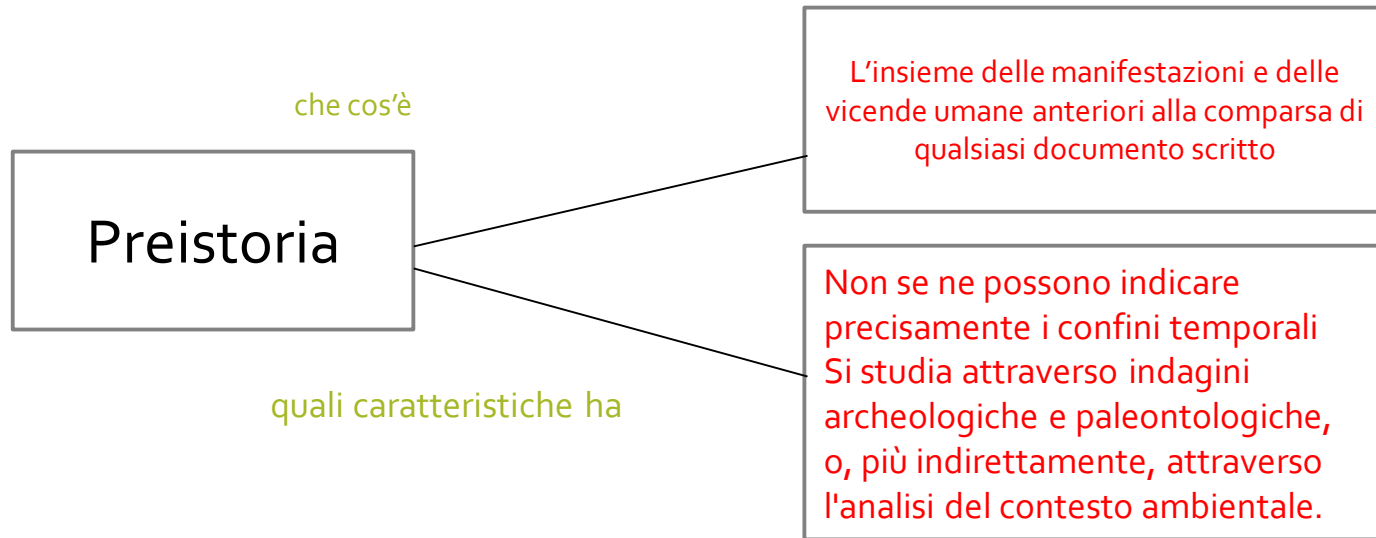 che cos’è
Preistoria
quali caratteristiche ha
L’insieme delle manifestazioni e delle
vicende umane anteriori alla comparsa di
qualsiasi documento scritto
Non se ne possono indicare
precisamente i confini temporali
Si studia attraverso indagini
archeologiche e paleontologiche,
o, più indirettamente, attraverso
l'analisi del contesto ambientale.